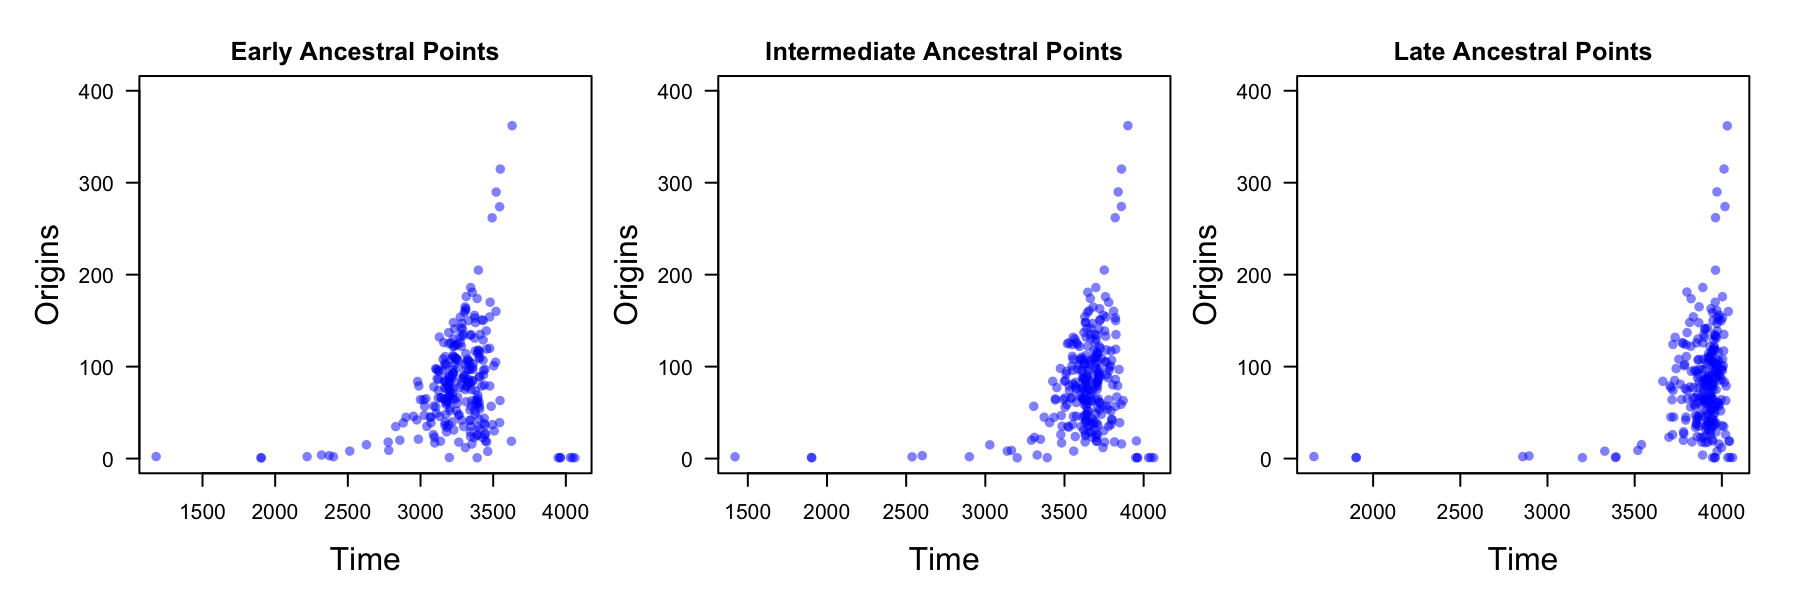 Early Ancestral Points
Origins
400
300
200
100
0
1500 2000 2500 3000 3500 4000
Time
Intermediate Ancestral Points
Origins
400
300
200
100
0
1500 2000 2500 3000 3500 4000
Time
Late Ancestral Points
Origins
400
300
200
100
0
2000 2500 3000 3500 4000
Time